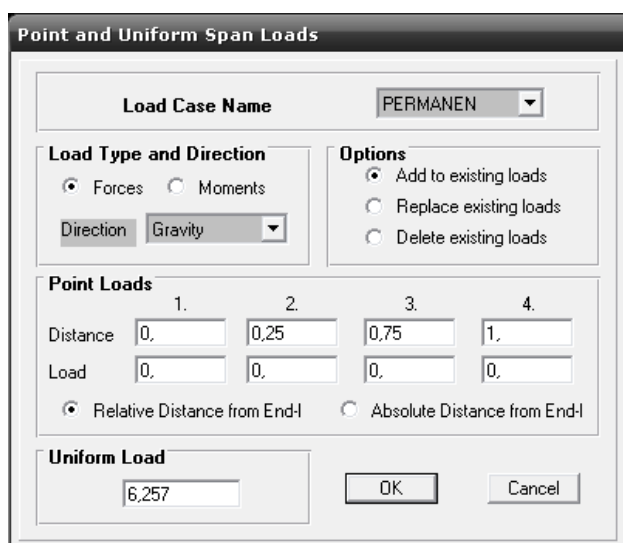 Point and Uniform Span Loads
Load Case Name PERMANEN
Load Type and Direction
Forces Moments
Direction Gravity
Options
Add to existing loads
Replace existing loads
Delete existing loads
Point Loads
1. 2. 3. 4.
Distance 0, 0,25 0,75 1,
Load 0, 0, 0, 0,
Relative Distance from End-I Absolute Distance from End-I
Uniform Load
6,257
OK Cancel